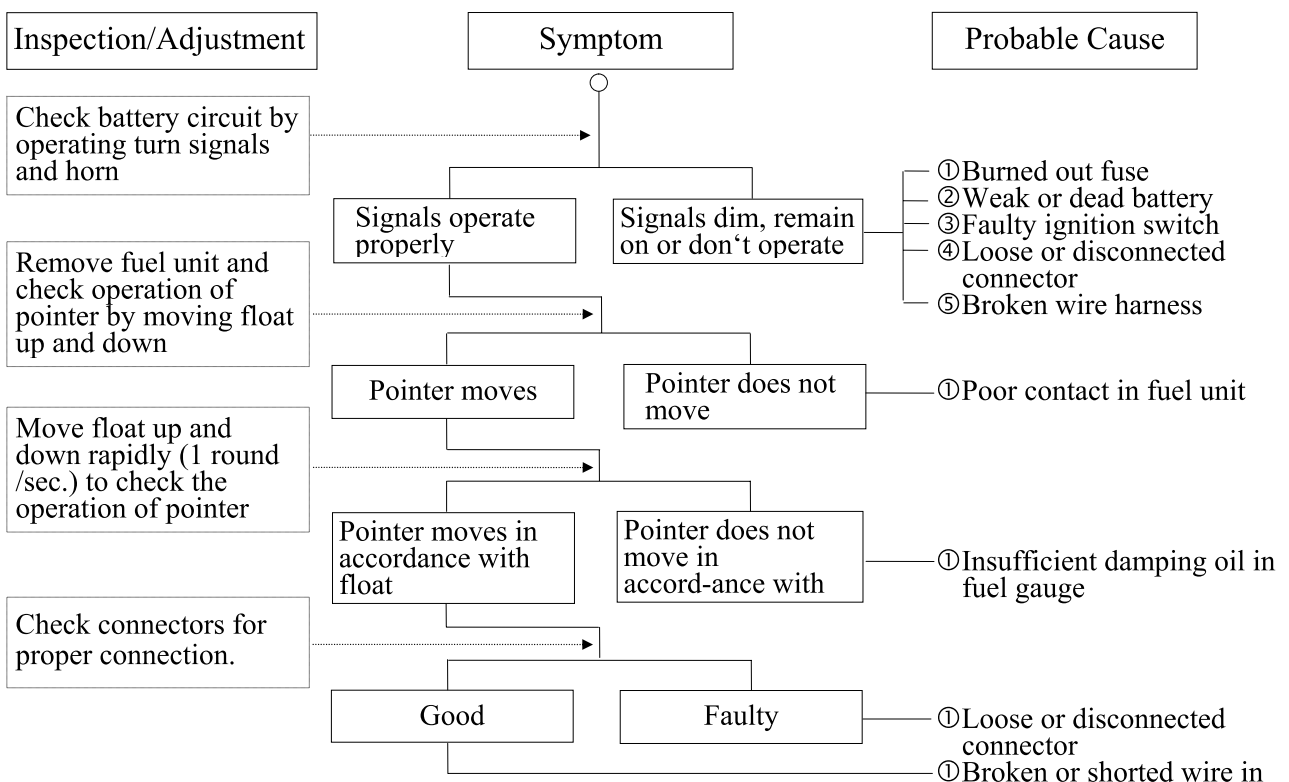 Inspection/Adjustment
Symptom
Probable Cause
Check battery circuit by
operating turn signals
and horn
Signals operate
properly
Signals dim, remain
on or don‘t operate
①Burned out fuse
②Weak or dead battery
③Faulty ignition switch
④Loose or disconnected
connector
⑤Broken wire harness
Remove fuel unit and
check operation of
pointer by moving float
up and down
Pointer moves
Pointer does not
move
①Poor contact in fuel unit
Move float up and
down rapidly (1 round
/sec.) to check the
operation of pointer
Pointer moves in
accordance with
float
Pointer does not
move in
accord-ance with
①Insufficient damping oil in
fuel gauge
Check connectors for
proper connection.
Good
Faulty
①Loose or disconnected
connector
①Broken or shorted wire in